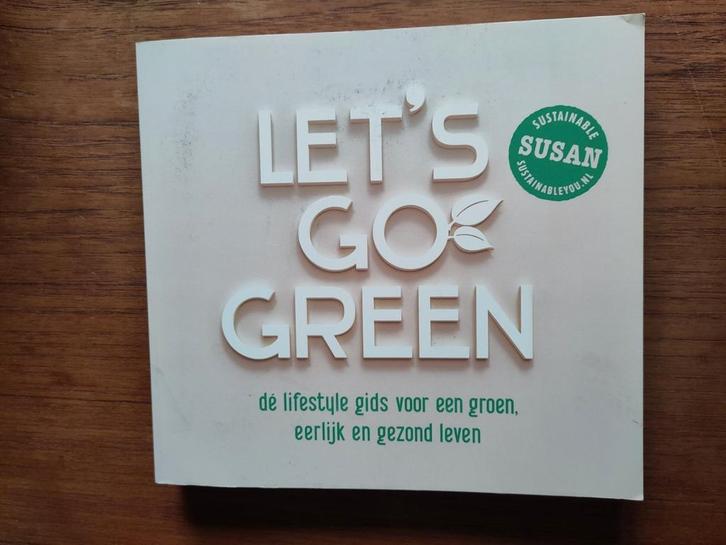 LET'S
GO
GREEN
SUSTAINABLE
SUSAN
SUSTAINABLEYOU.NL
dé lifestyle gids voor een groen,
eerlijk en gezond leven